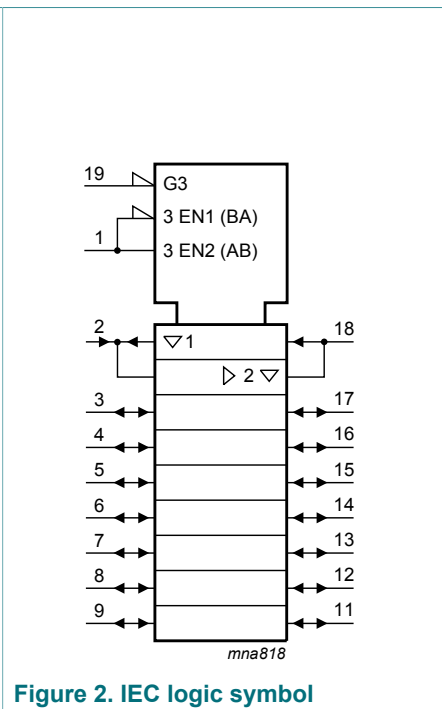 19 G3
3 EN1 (BA)
1 3 EN2 (AB)
2 1 18
2
3 17
4 16
5 15
6 14
7 13
8 12
9 11
mna818
Figure 2. IEC logic symbol